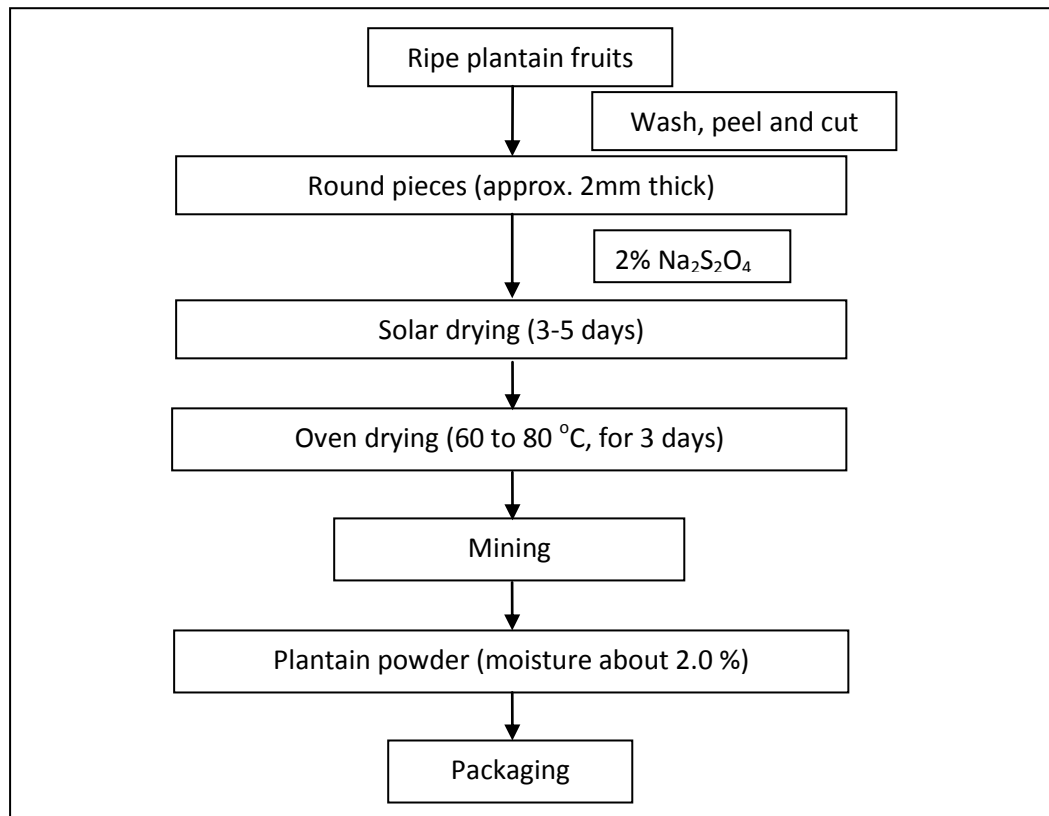 Ripe plantain fruits
Wash, peel and cut
Round pieces (approx. 2mm thick)
2% Na₂S₂O₄
Solar drying (3-5 days)
Oven drying (60 to 80 °C, for 3 days)
Mining
Plantain powder (moisture about 2.0 %)
Packaging